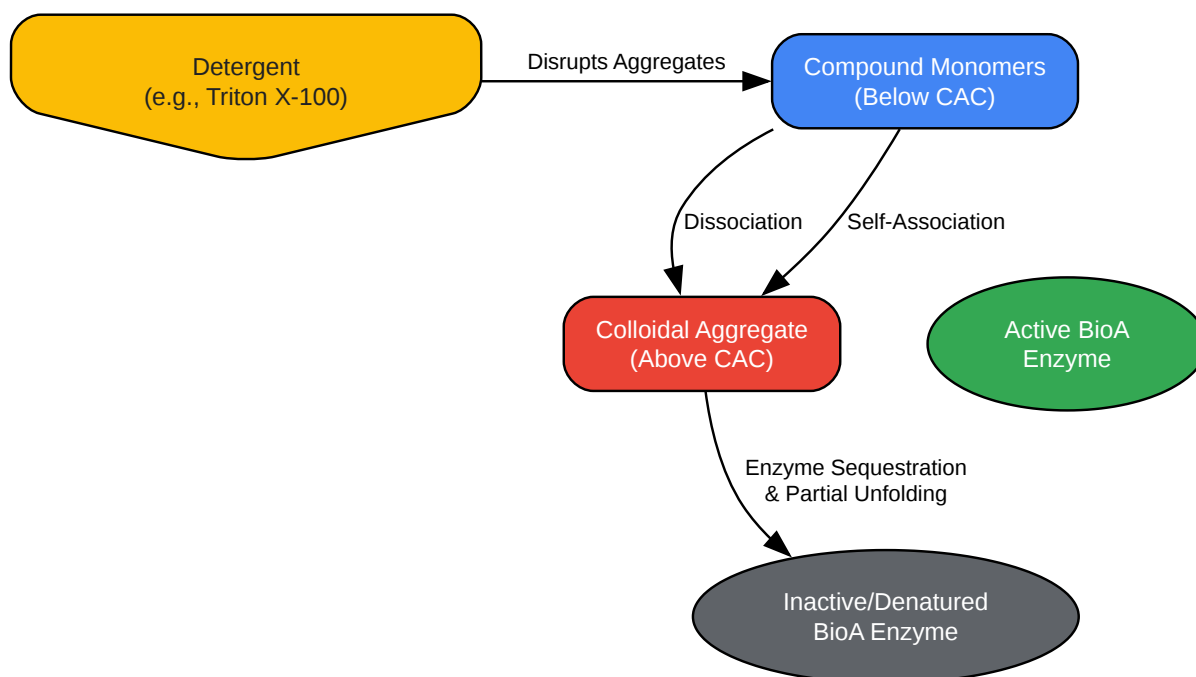 Detergent
(e.g., Triton X-100)
Disrupts Aggregates
Compound Monomers
(Below CAC)
Dissociation
Self-Association
Colloidal Aggregate
(Above CAC)
Active BioA
Enzyme
Enzyme Sequestration
& Partial Unfolding
Inactive/Denatured
BioA Enzyme